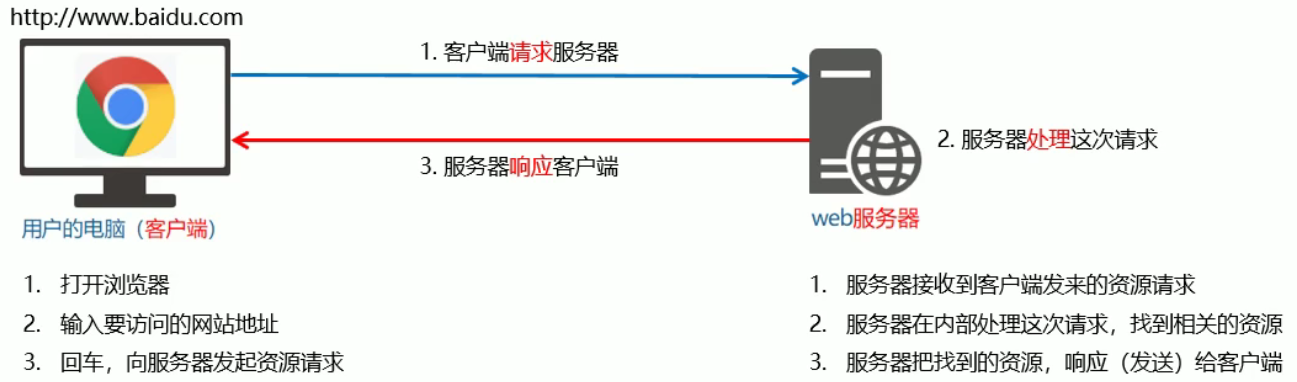 http://www.baidu.com
1. 客户端请求服务器
2. 服务器处理这次请求
3. 服务器响应客户端
用户的电脑（客户端）
web服务器
1. 打开浏览器
2. 输入要访问的网站地址
3. 回车，向服务器发起资源请求
1. 服务器接收到客户端发来的资源请求
2. 服务器在内部处理这次请求，找到相关的资源
3. 服务器把找到的资源，响应（发送）给客户端